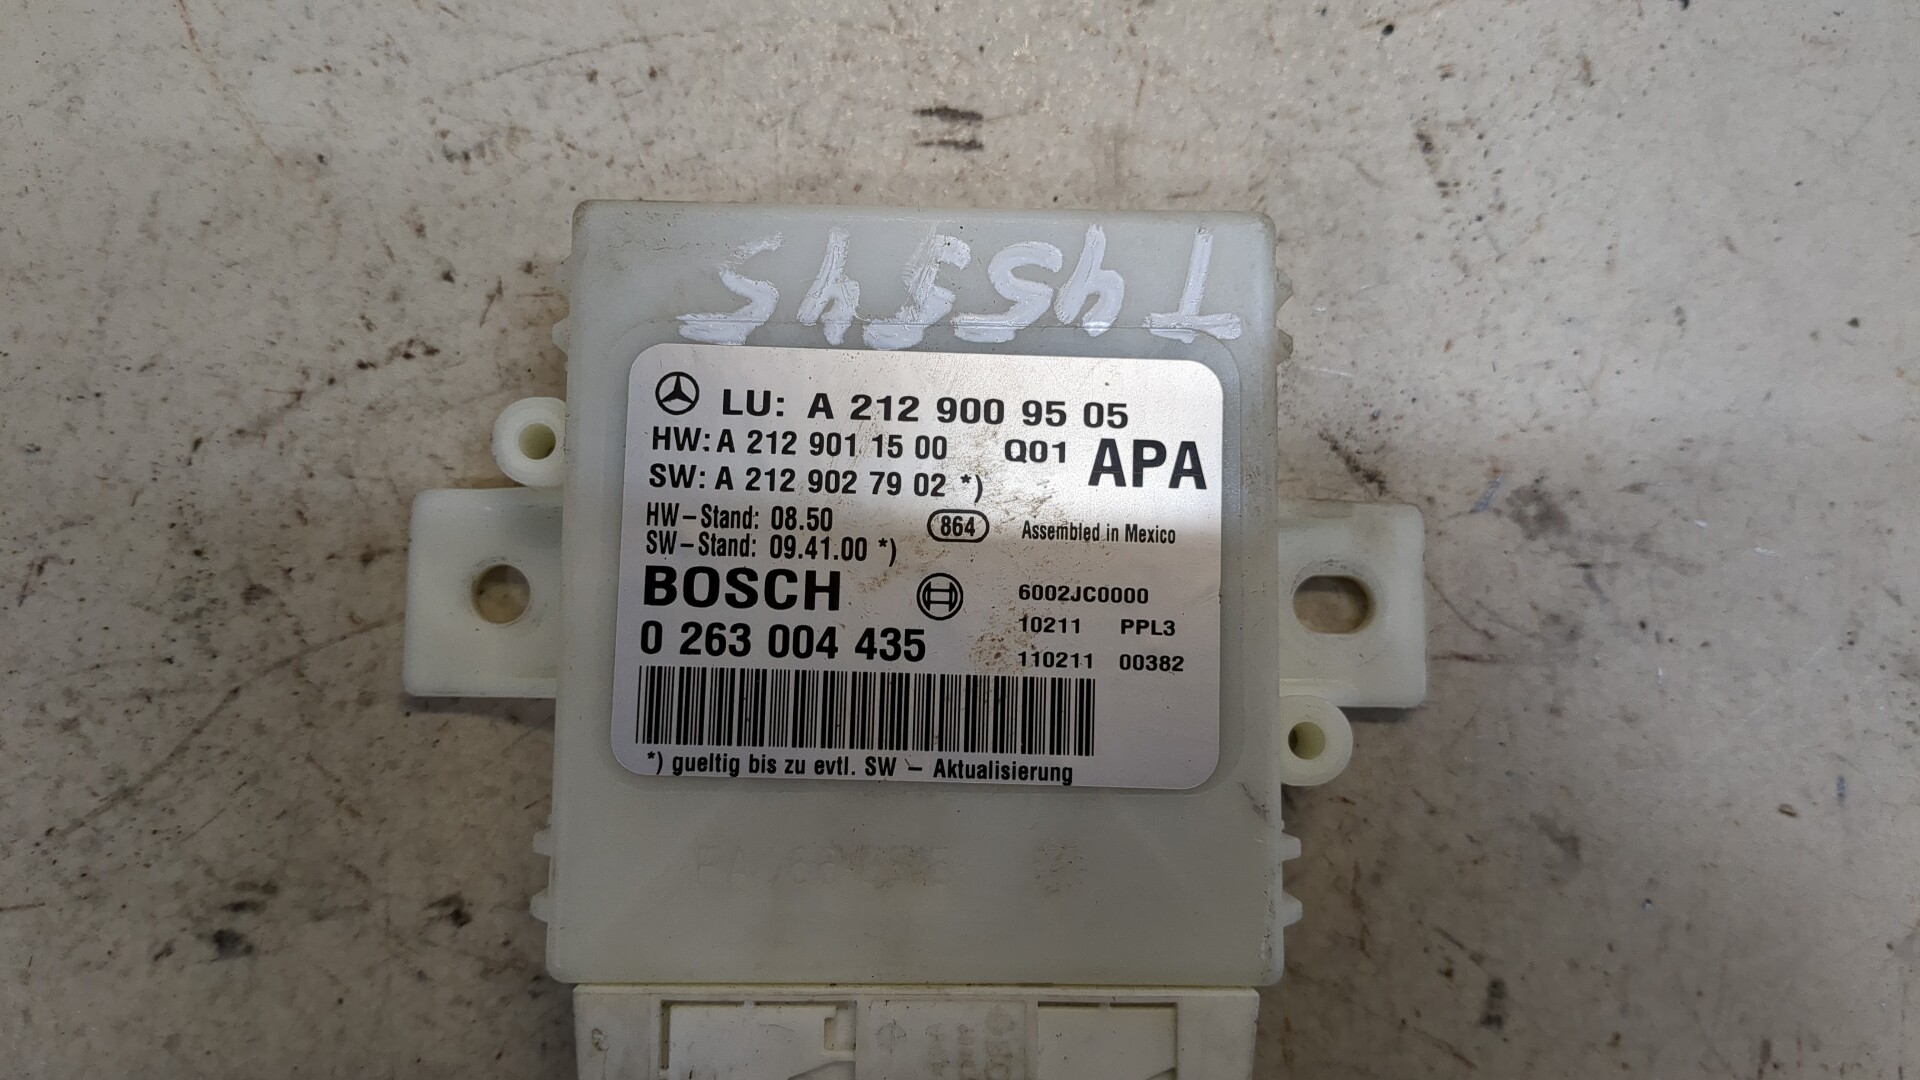 T45545
LU: A 212 900 95 05
HW: A 212 901 15 00 Q01 APA
SW: A 212 902 79 02 *)
HW-Stand: 08.50 864 Assembled in Mexico
SW-Stand: 09.41.00 *)
BOSCH 6002JC0000
10211 PPL3
0 263 004 435
110211 00382
*) gueltig bis zu evtl. SW - Aktualisierung